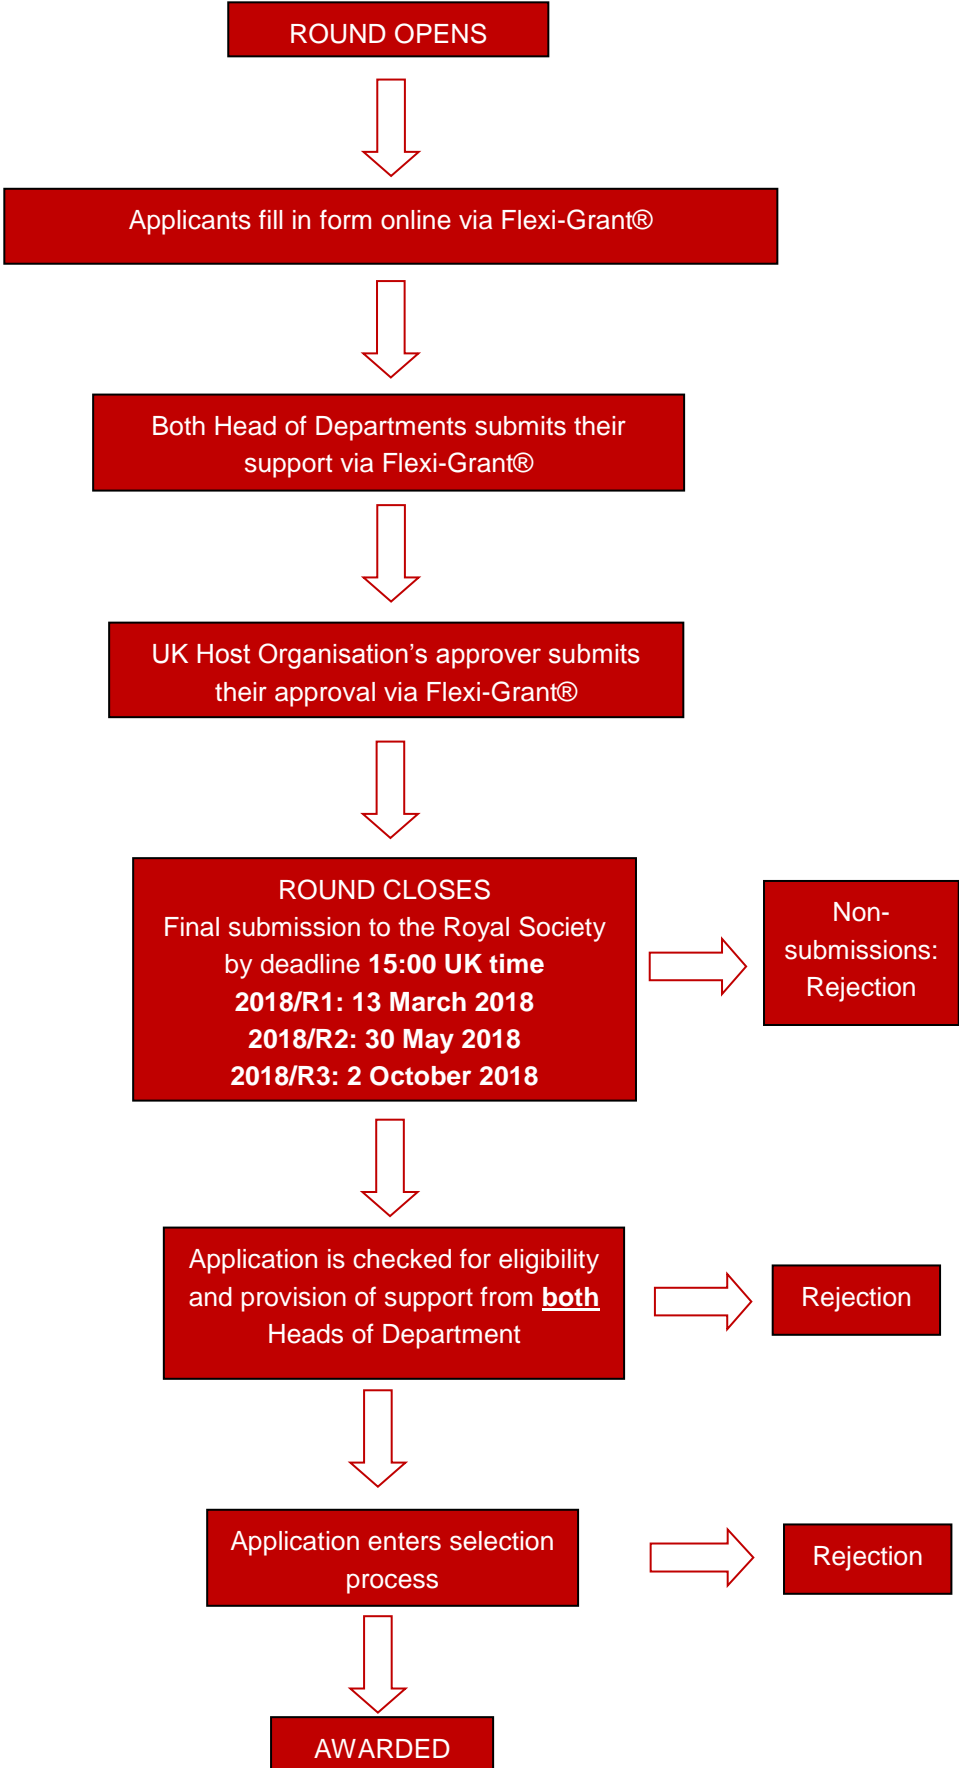 ROUND OPENS
Applicants fill in form online via Flexi-Grant®
Both Head of Departments submits their
support via Flexi-Grant®
UK Host Organisation’s approver submits
their approval via Flexi-Grant®
ROUND CLOSES
Final submission to the Royal Society
by deadline 15:00 UK time
2018/R1: 13 March 2018
2018/R2: 30 May 2018
2018/R3: 2 October 2018
Non-
submissions:
Rejection
Application is checked for eligibility
and provision of support from both
Heads of Department
Rejection
Application enters selection
process
Rejection
AWARDED